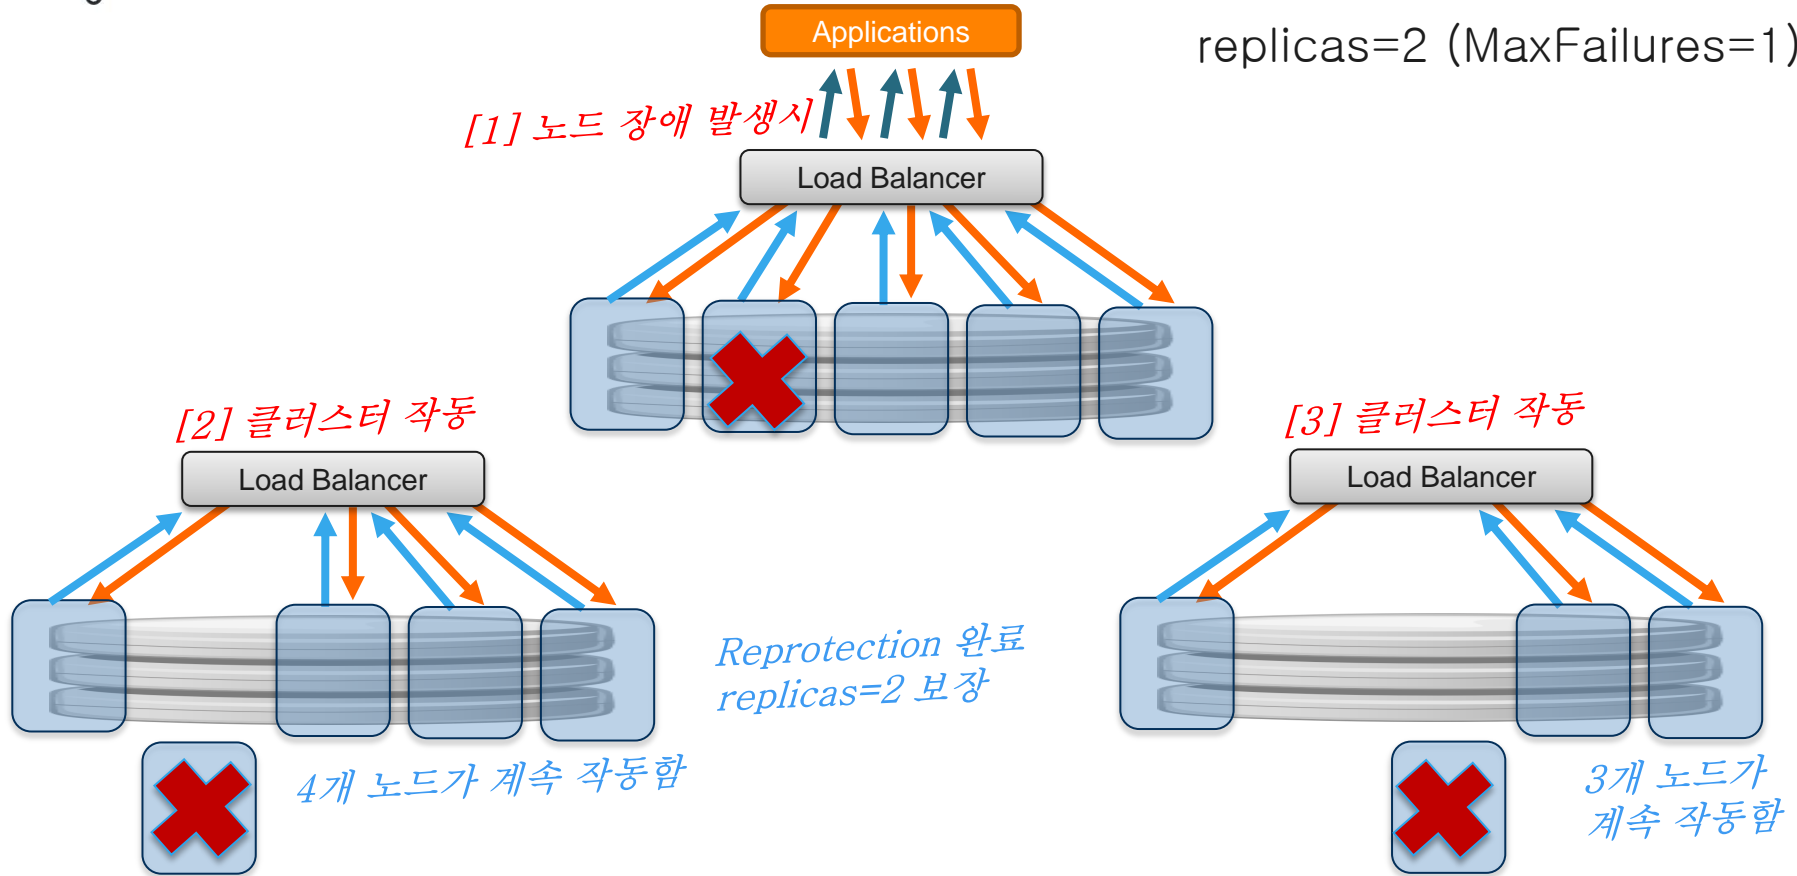 Applications
replicas=2 (MaxFailures=1)
[1] 노드 장애 발생시
Load Balancer
[2] 클러스터 작동
Load Balancer
[3] 클러스터 작동
Load Balancer
Reprotection 완료
replicas=2 보장
4개 노드가 계속 작동함
3개 노드가
계속 작동함